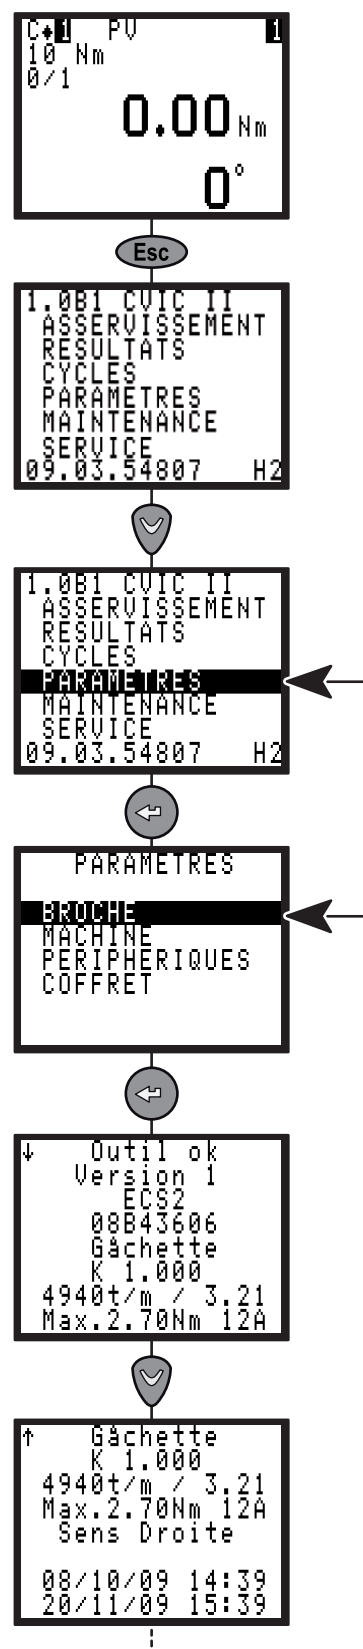 C♦1 PV 1
10 Nm
0/1
0.00 Nm
0°
Esc
1.0B1 CVIC II
ASSERVISSEMENT
RESULTATS
CYCLES
PARAMETRES
MAINTENANCE
SERVICE
09.03.54807 H2
1.0B1 CVIC II
ASSERVISSEMENT
RESULTATS
CYCLES
PARAMETRES
MAINTENANCE
SERVICE
09.03.54807 H2
PARAMETRES
BROCHE
MACHINE
PERIPHERIQUES
COFFRET
↓ Outil ok
Version 1
ECS2
08B43606
Gâchette
K 1.000
4940t/m / 3.21
Max.2.70Nm 12A
↑ Gâchette
K 1.000
4940t/m / 3.21
Max.2.70Nm 12A
Sens Droite
08/10/09 14:39
20/11/09 15:39